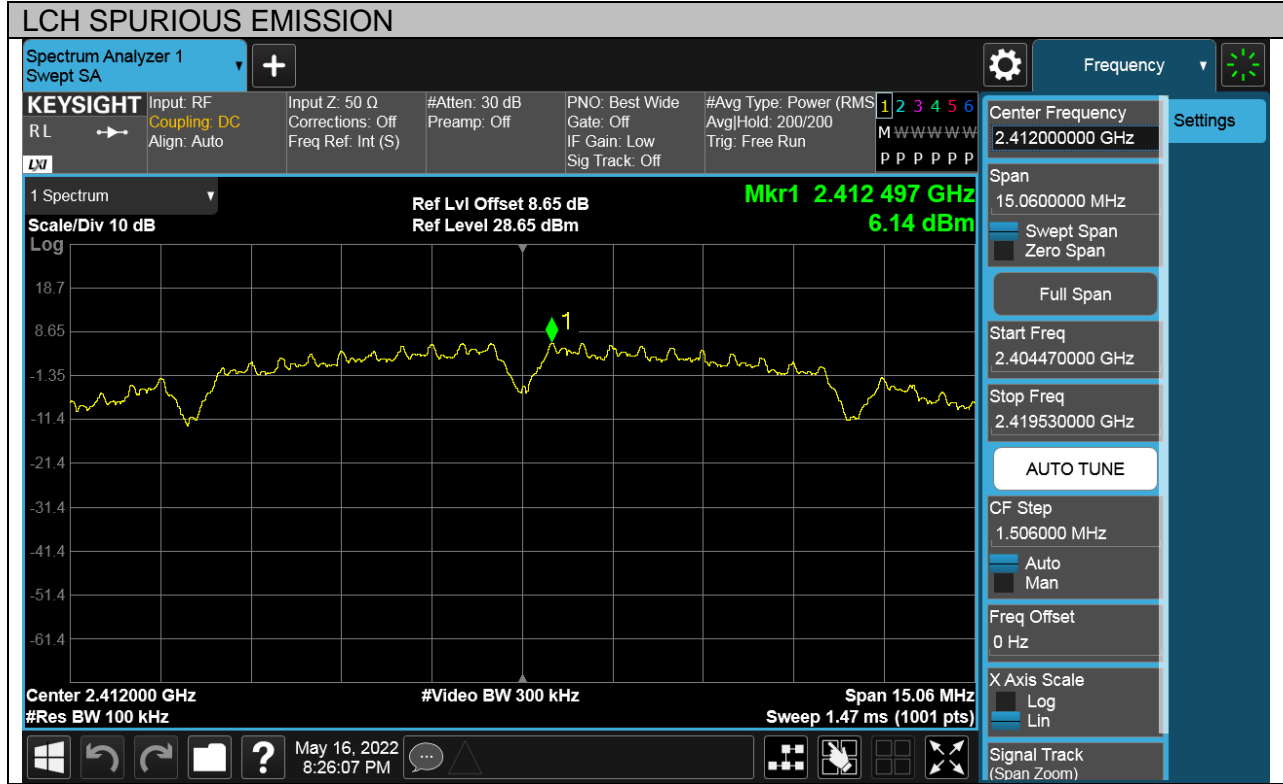 LCH SPURIOUS EMISSION
Spectrum Analyzer 1
Swept SA
Frequency
KEYSIGHT
R L
LXI
Input: RF
Coupling: DC
Align: Auto
Input Z: 50 Ω
Corrections: Off
Freq Ref: Int (S)
#Atten: 30 dB
Preamp: Off
PNO: Best Wide
Gate: Off
IF Gain: Low
Sig Track: Off
#Avg Type: Power (RMS
Avg|Hold: 200/200
Trig: Free Run
1 2 3 4 5 6
M W W W W W
P P P P P P
1 Spectrum
Scale/Div 10 dB
Log
Ref Lvl Offset 8.65 dB
Ref Level 28.65 dBm
Mkr1 2.412 497 GHz
6.14 dBm
18.7
8.65
-1.35
-11.4
-21.4
-31.4
-41.4
-51.4
-61.4
1
Center 2.412000 GHz
#Res BW 100 kHz
#Video BW 300 kHz
Span 15.06 MHz
Sweep 1.47 ms (1001 pts)
Center Frequency
2.412000000 GHz
Settings
Span
15.0600000 MHz
Swept Span
Zero Span
Full Span
Start Freq
2.404470000 GHz
Stop Freq
2.419530000 GHz
AUTO TUNE
CF Step
1.506000 MHz
Auto
Man
Freq Offset
0 Hz
X Axis Scale
Log
Lin
Signal Track
(Span Zoom)
?
May 16, 2022
8:26:07 PM